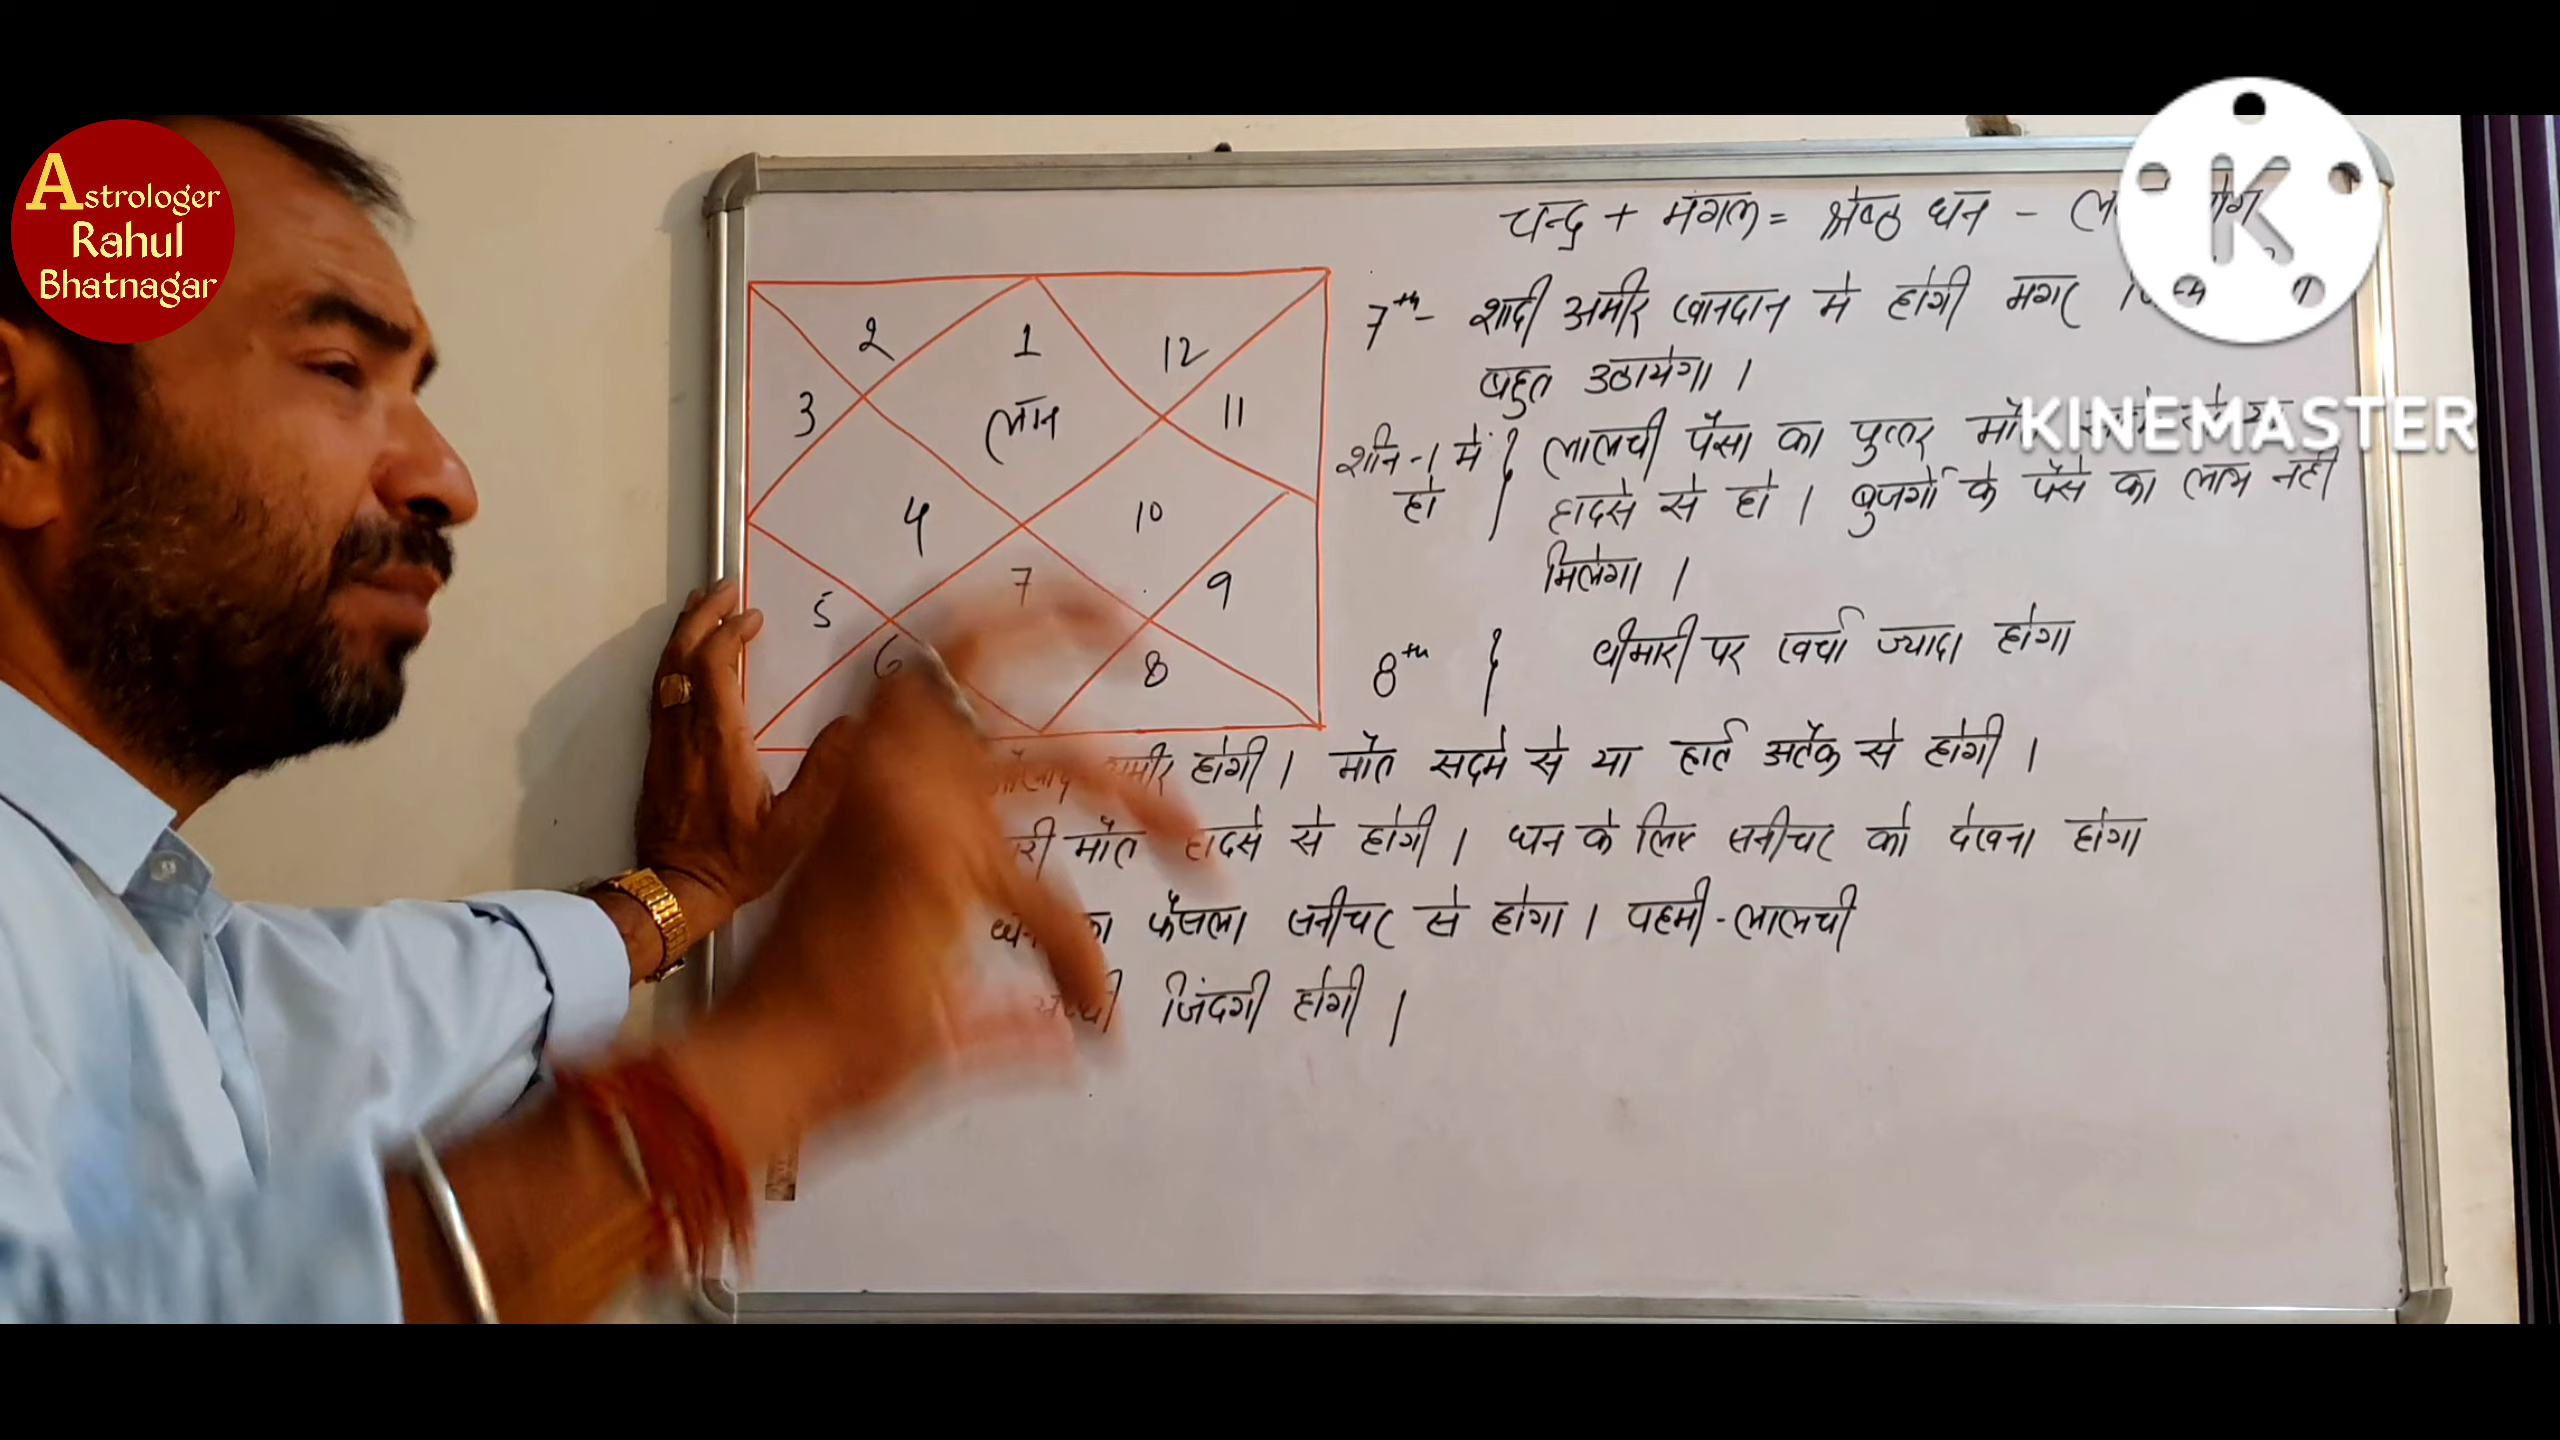 Astrologer
Rahul
Bhatnagar
K
KINEMASTER
चन्द्र + मंगल = श्रेष्ठ धन -
7th - शादी अमीर खानदान मे होगी मगर
बहुत उठायेगा ।
शनि - 1 मे हो } लालची पैसा का पुत्तर
हादसे से हो । बुजर्गो के पैसे का लाभ नही
मिलेगा ।
8th } बीमारी पर खर्चा ज्यादा होगा
होगी । मौत सदमे से या हार्ट अटैक से होगी ।
मौत हादसे से होगी । धन के लिए सनीचर को देखना होगा
फैसला सनीचर से होगा । वहमी - लालची
जिंदगी होगी ।
2 1 12
3 लग्न 11
4 10
5 7 9
6 8